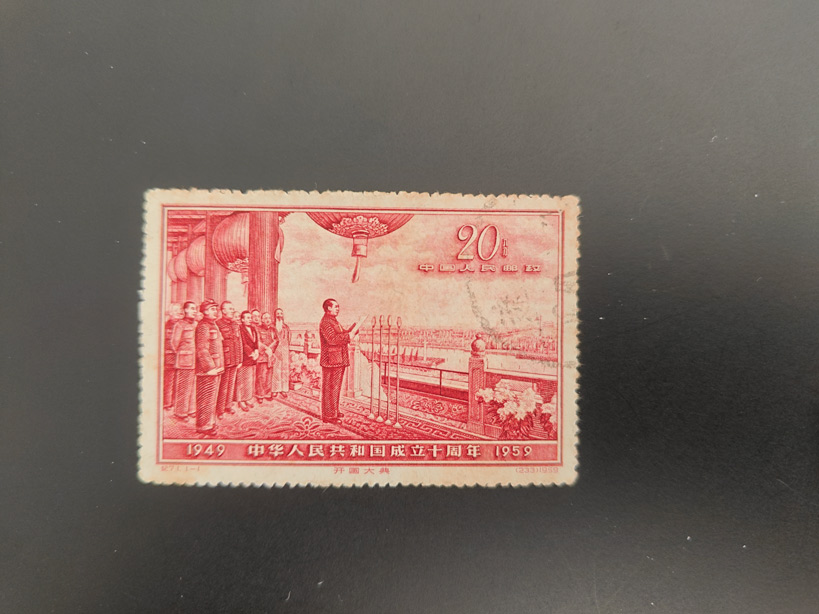 20分
中国人民邮政
1949 中华人民共和国成立十周年 1959
纪71.1-1 开国大典 (233)1959